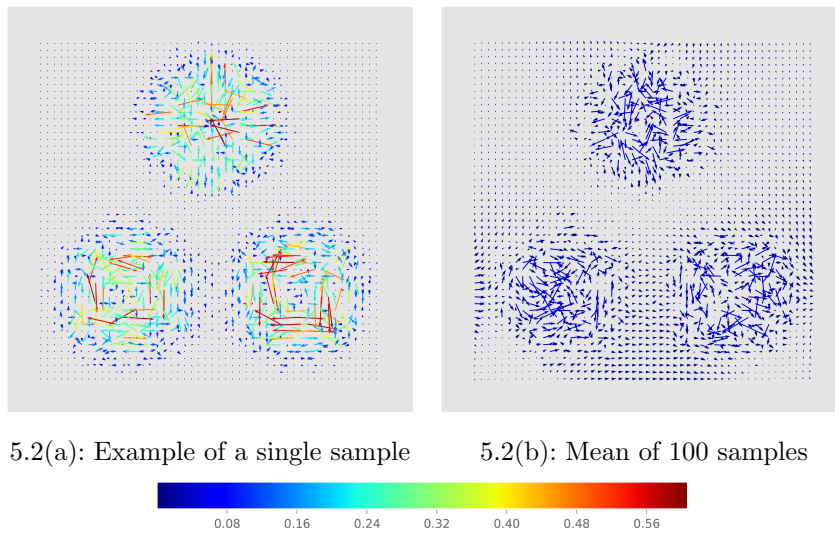 5.2(a): Example of a single sample
5.2(b): Mean of 100 samples
0.08 0.16 0.24 0.32 0.40 0.48 0.56